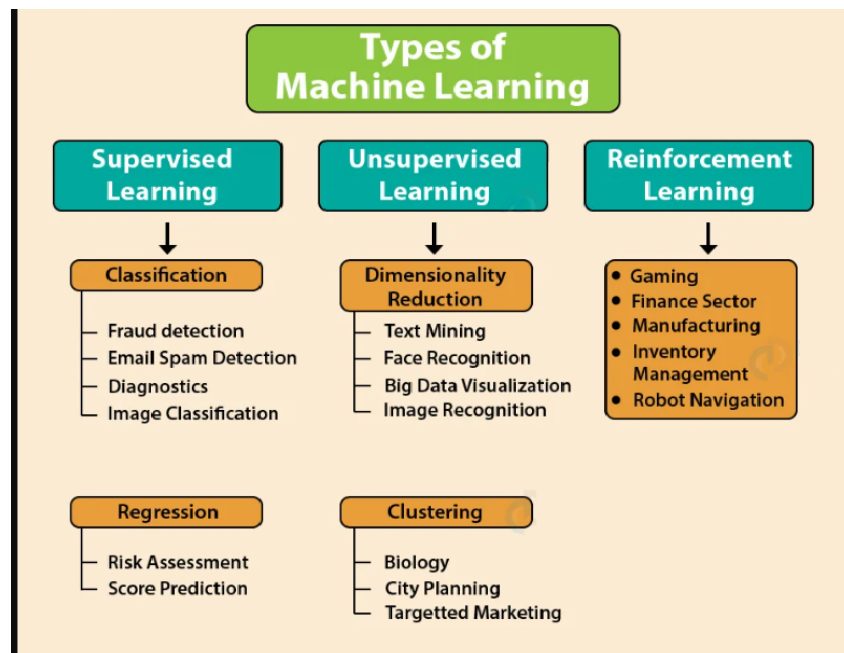 Types of
Machine Learning
Supervised
Learning
Unsupervised
Learning
Reinforcement
Learning
Classification
Fraud detection
Email Spam Detection
Diagnostics
Image Classification
Dimensionality
Reduction
Text Mining
Face Recognition
Big Data Visualization
Image Recognition
Gaming
Finance Sector
Manufacturing
Inventory
Management
Robot Navigation
Regression
Risk Assessment
Score Prediction
Clustering
Biology
City Planning
Targetted Marketing